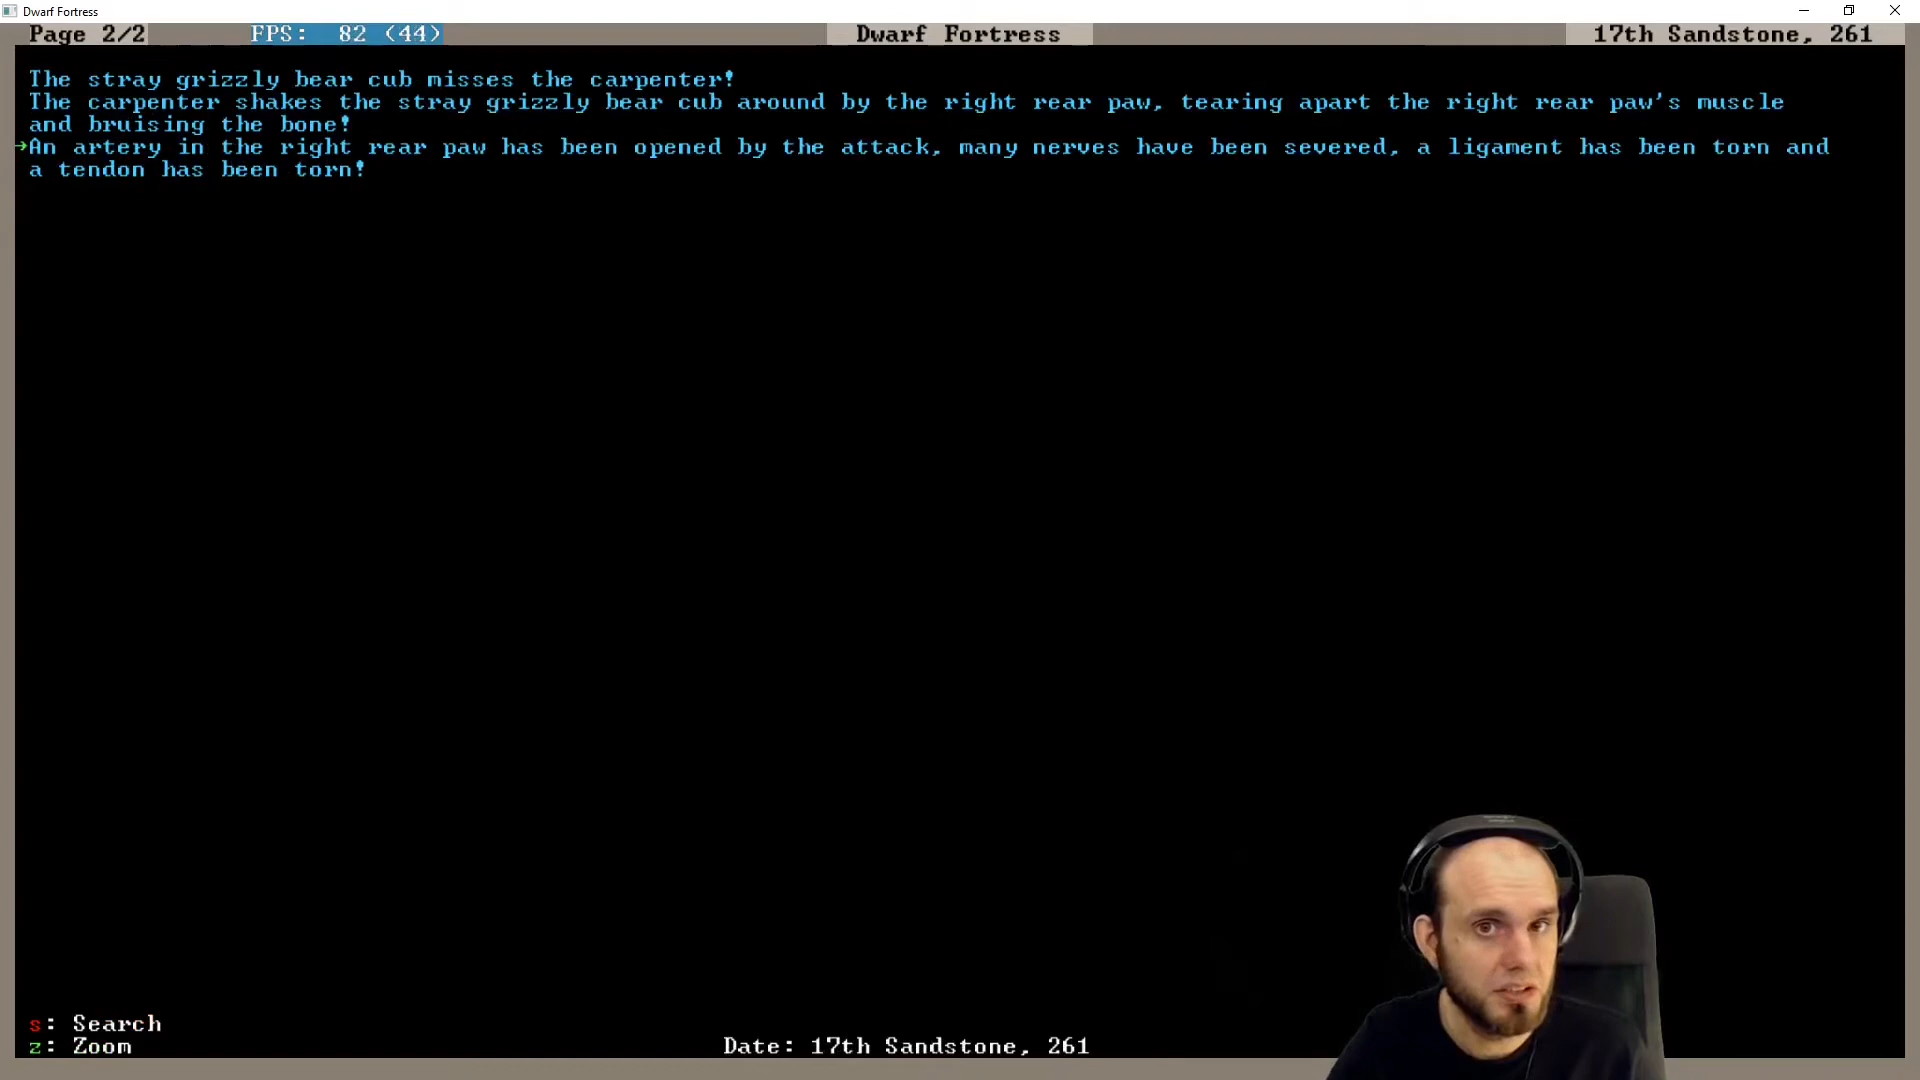 Dwarf Fortress
Page 2/2 FPS: 82 (44) Dwarf Fortress 17th Sandstone, 261
The stray grizzly bear cub misses the carpenter!
The carpenter shakes the stray grizzly bear cub around by the right rear paw, tearing apart the right rear paw's muscle
and bruising the bone!
→An artery in the right rear paw has been opened by the attack, many nerves have been severed, a ligament has been torn and
a tendon has been torn!
s: Search
z: Zoom Date: 17th Sandstone, 261